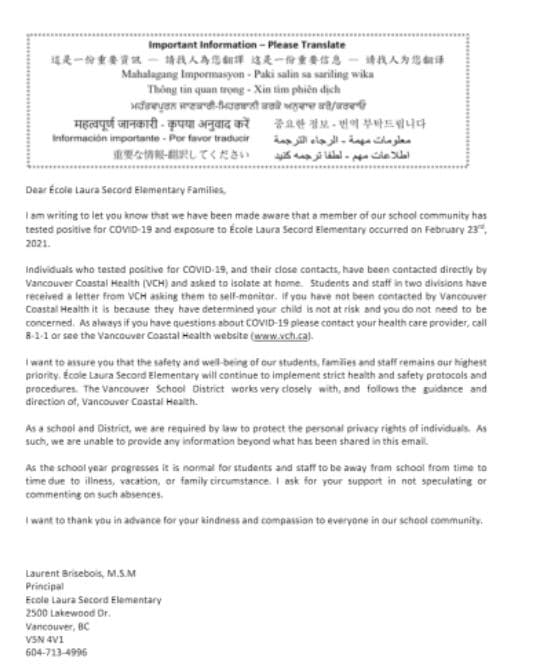 Important Information – Please Translate
這是一份重要資訊 — 請找人為您翻譯 这是一份重要信息 — 请找人为您翻译
Mahalagang Impormasyon - Paki salin sa sariling wika
Thông tin quan trọng - Xin tìm phiên dịch
ਮਹੱਤਵਪੂਰਨ ਜਾਣਕਾਰੀ-ਮਿਹਰਬਾਨੀ ਕਰਕੇ ਅਨੁਵਾਦ ਕਰੋ/ਕਰਵਾਓ
महत्वपूर्ण जानकारी - कृपया अनुवाद करें 중요한 정보 - 번역 부탁드립니다
Información importante - Por favor traducir معلومات مهمة - الرجاء الترجمة
重要な情報-翻訳してください اطلاعات مهم - لطفا ترجمه کنید
Dear École Laura Secord Elementary Families,
I am writing to let you know that we have been made aware that a member of our school community has
tested positive for COVID-19 and exposure to École Laura Secord Elementary occurred on February 23rd,
2021.
Individuals who tested positive for COVID-19, and their close contacts, have been contacted directly by
Vancouver Coastal Health (VCH) and asked to isolate at home. Students and staff in two divisions have
received a letter from VCH asking them to self-monitor. If you have not been contacted by Vancouver
Coastal Health it is because they have determined your child is not at risk and you do not need to be
concerned. As always if you have questions about COVID-19 please contact your health care provider, call
8-1-1 or see the Vancouver Coastal Health website (www.vch.ca).
I want to assure you that the safety and well-being of our students, families and staff remains our highest
priority. École Laura Secord Elementary will continue to implement strict health and safety protocols and
procedures. The Vancouver School District works very closely with, and follows the guidance and
direction of, Vancouver Coastal Health.
As a school and District, we are required by law to protect the personal privacy rights of individuals. As
such, we are unable to provide any information beyond what has been shared in this email.
As the school year progresses it is normal for students and staff to be away from school from time to
time due to illness, vacation, or family circumstance. I ask for your support in not speculating or
commenting on such absences.
I want to thank you in advance for your kindness and compassion to everyone in our school community.
Laurent Brisebois, M.S.M
Principal
Ecole Laura Secord Elementary
2500 Lakewood Dr.
Vancouver, BC
V5N 4V1
604-713-4996